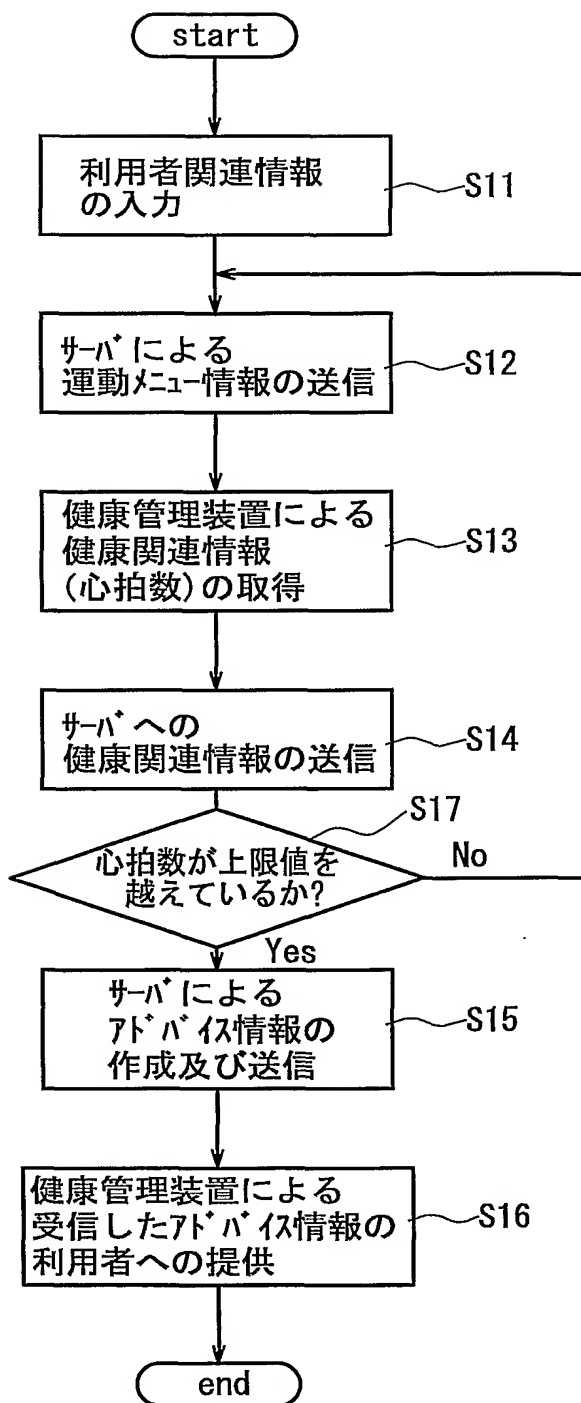 start
利用者関連情報
の入力
S11
サーバによる
運動メニュー情報の送信
S12
健康管理装置による
健康関連情報
(心拍数)の取得
S13
サーバへの
健康関連情報の送信
S14
S17
心拍数が上限値を
越えているか?
No
Yes
サーバによる
アドバイス情報の
作成及び送信
S15
健康管理装置による
受信したアドバイス情報の
利用者への提供
S16
end